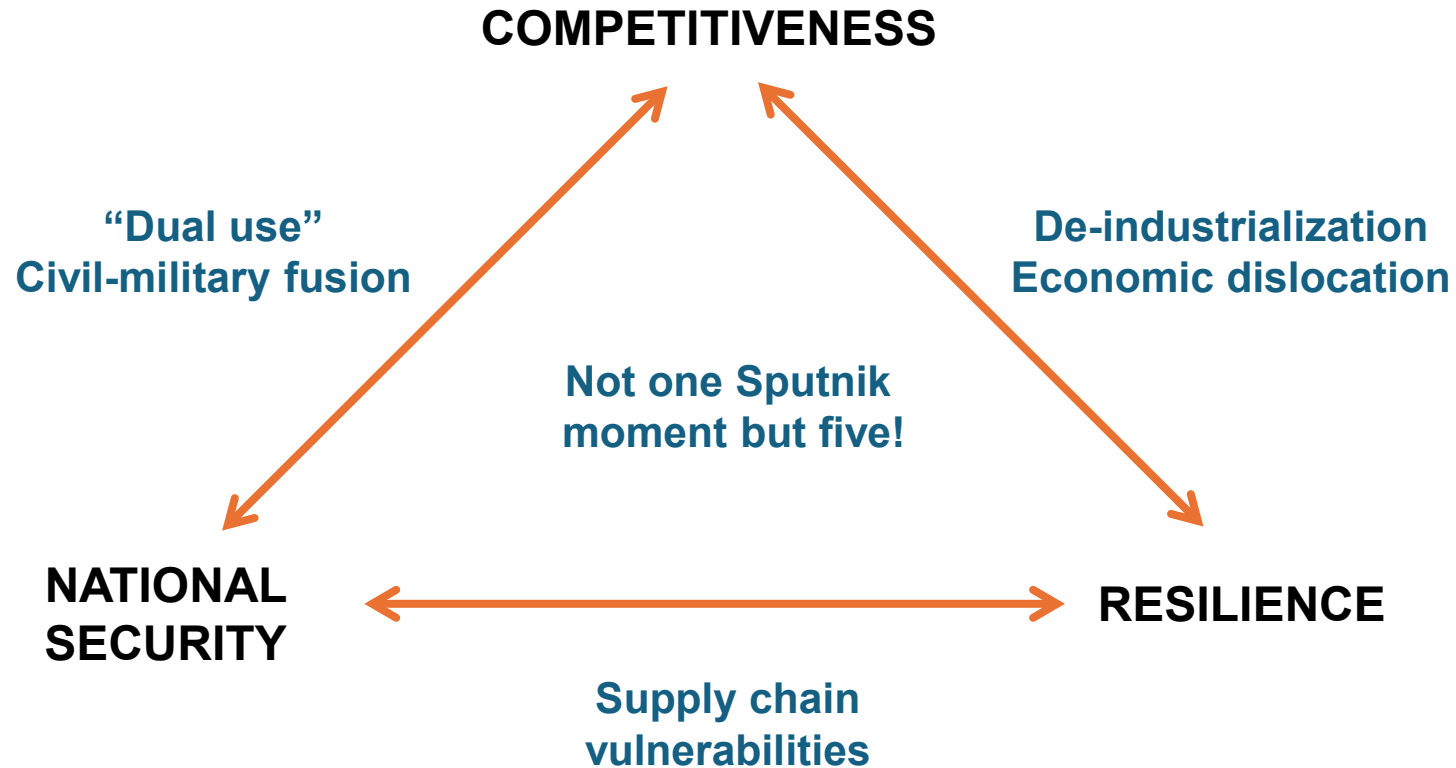 COMPETITIVENESS
“Dual use”
Civil-military fusion
De-industrialization
Economic dislocation
Not one Sputnik
moment but five!
NATIONAL
SECURITY
RESILIENCE
Supply chain
vulnerabilities